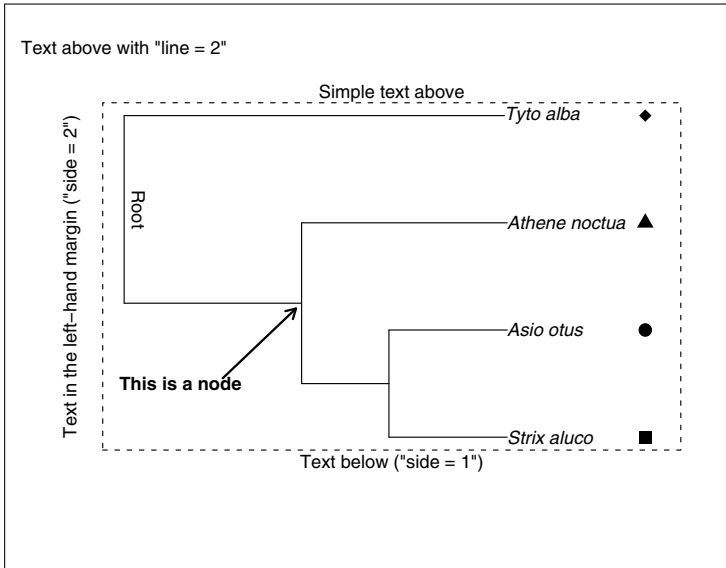 Text above with "line = 2"
Simple text above
Tyto alba
Text in the left−hand margin ("side = 2")
Root
Athene noctua
Asio otus
This is a node
Strix aluco
Text below ("side = 1")